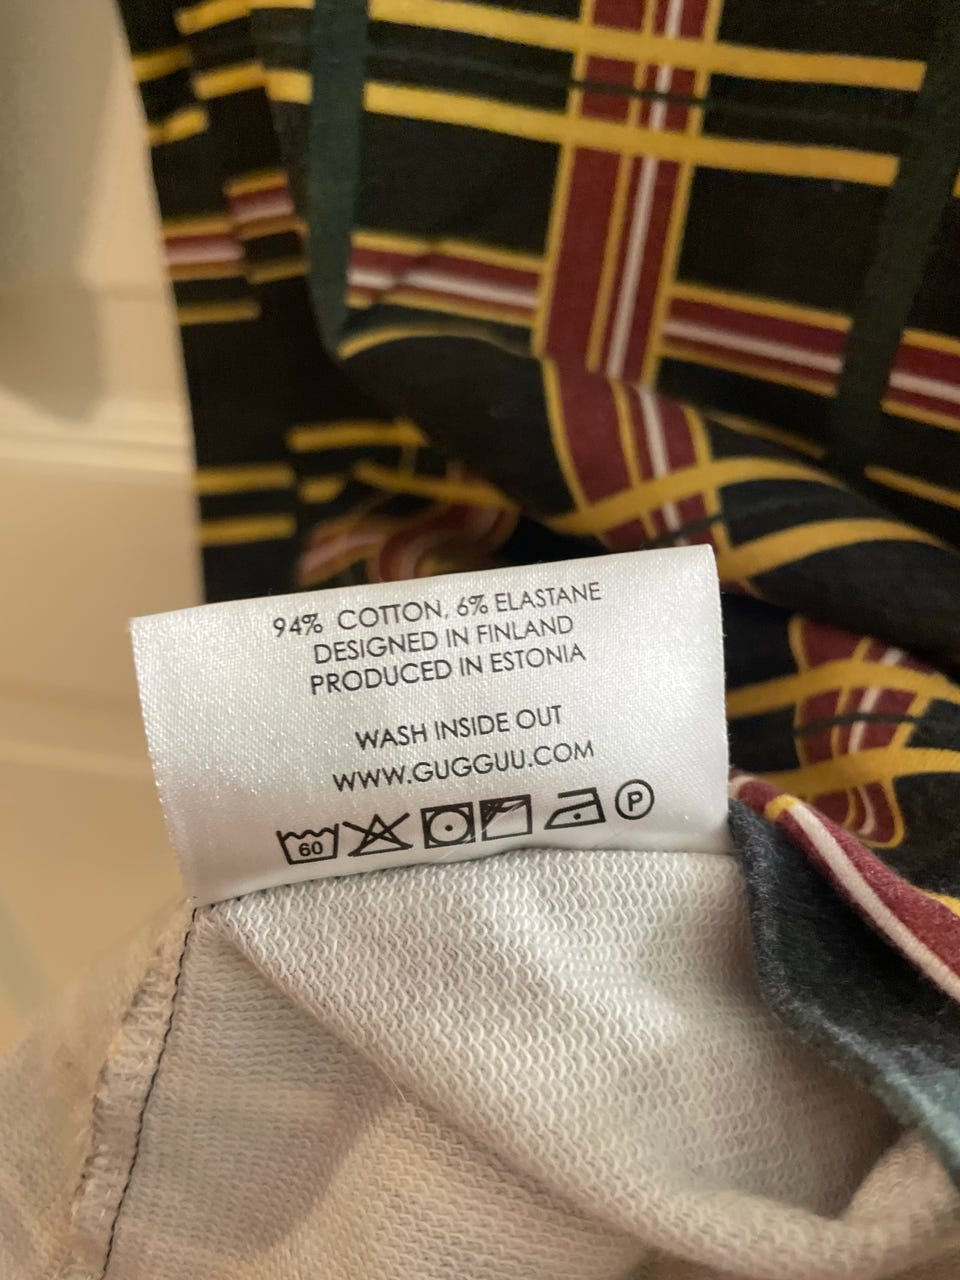 94% COTTON, 6% ELASTANE
DESIGNED IN FINLAND
PRODUCED IN ESTONIA
WASH INSIDE OUT
WWW.GUGGUU.COM
60 P